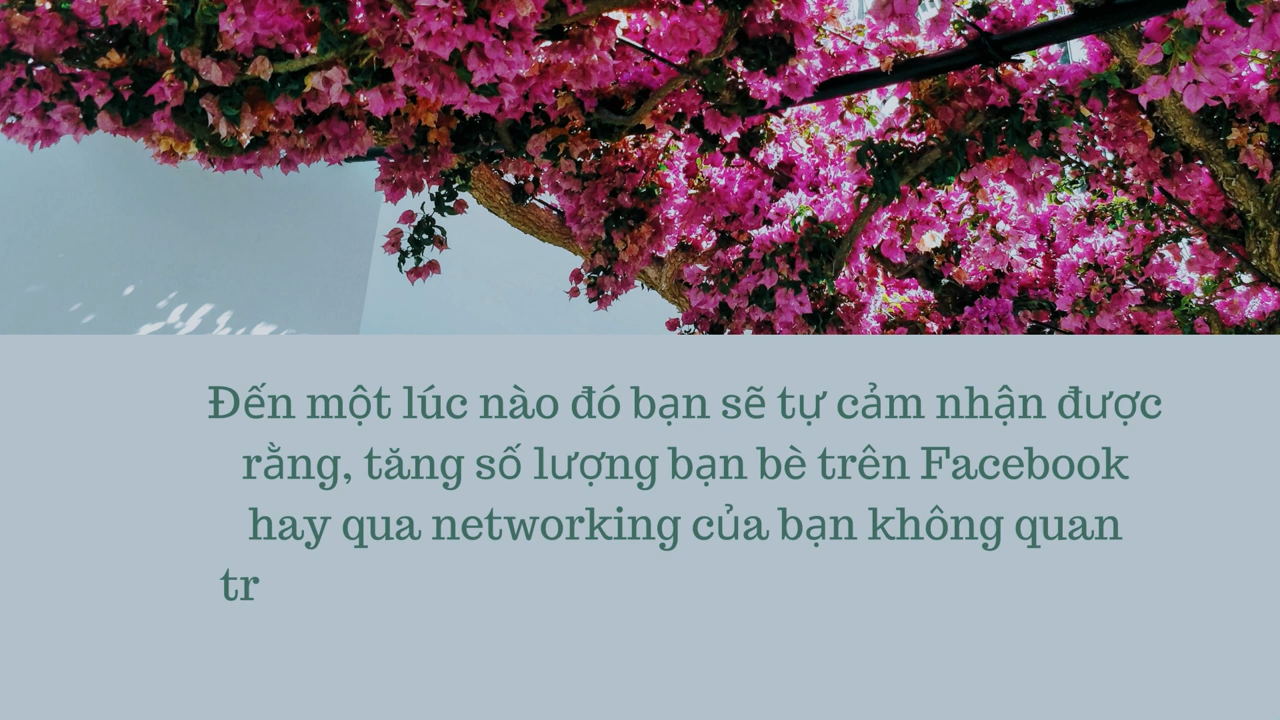 Đến một lúc nào đó bạn sẽ tự cảm nhận được
rằng, tăng số lượng bạn bè trên Facebook
hay qua networking của bạn không quan
tr